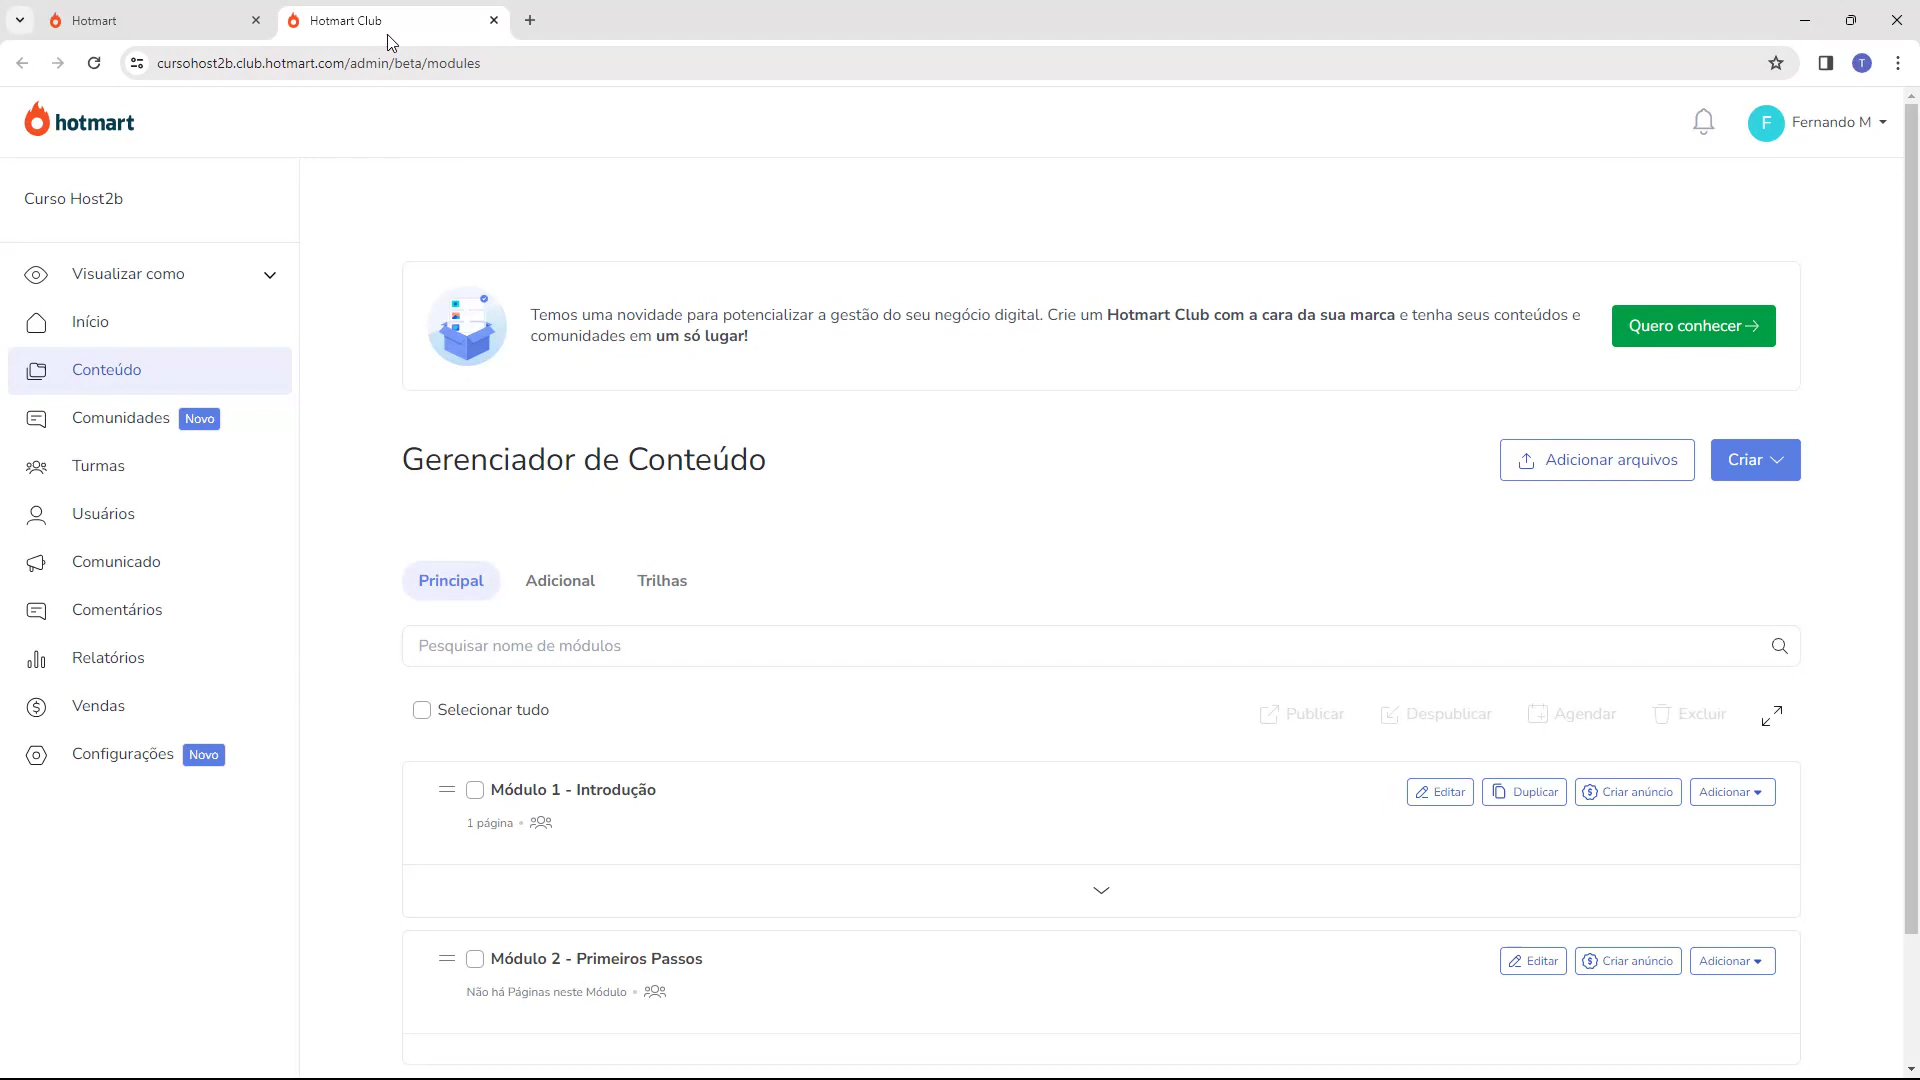 Hotmart
Hotmart Club
cursohost2b.club.hotmart.com/admin/beta/modules
T
hotmart
F
Fernando M
Curso Host2b
Visualizar como
Início
Conteúdo
Comunidades Novo
Turmas
Usuários
Comunicado
Comentários
Relatórios
Vendas
Configurações Novo
Temos uma novidade para potencializar a gestão do seu negócio digital. Crie um Hotmart Club com a cara da sua marca e tenha seus conteúdos e
comunidades em um só lugar!
Quero conhecer
Gerenciador de Conteúdo
Adicionar arquivos
Criar
Principal
Adicional
Trilhas
Pesquisar nome de módulos
Selecionar tudo
Publicar
Despublicar
Agendar
Excluir
Módulo 1 - Introdução
Editar
Duplicar
Criar anúncio
Adicionar
1 página
Módulo 2 - Primeiros Passos
Editar
Criar anúncio
Adicionar
Não há Páginas neste Módulo